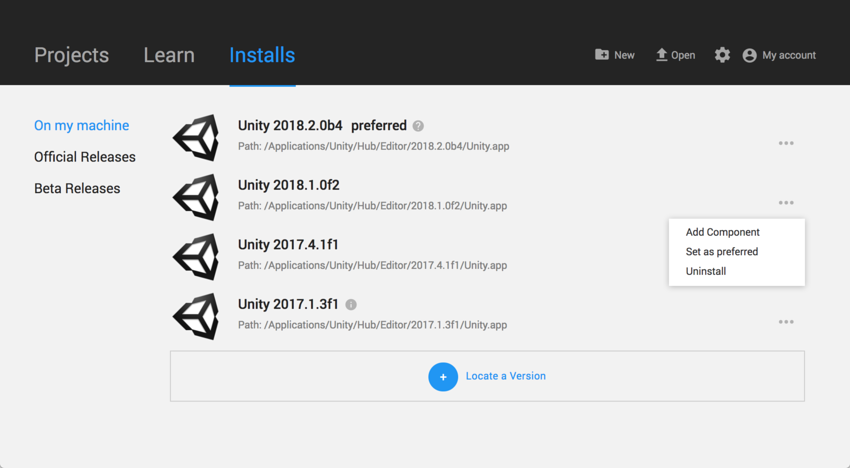 Projects Learn Installs New Open My account
On my machine
Official Releases
Beta Releases
Unity 2018.2.0b4 preferred ?
Path: /Applications/Unity/Hub/Editor/2018.2.0b4/Unity.app
Unity 2018.1.0f2
Path: /Applications/Unity/Hub/Editor/2018.1.0f2/Unity.app
Add Component
Set as preferred
Uninstall
Unity 2017.4.1f1
Path: /Applications/Unity/Hub/Editor/2017.4.1f1/Unity.app
Unity 2017.1.3f1
Path: /Applications/Unity/Hub/Editor/2017.1.3f1/Unity.app
+ Locate a Version